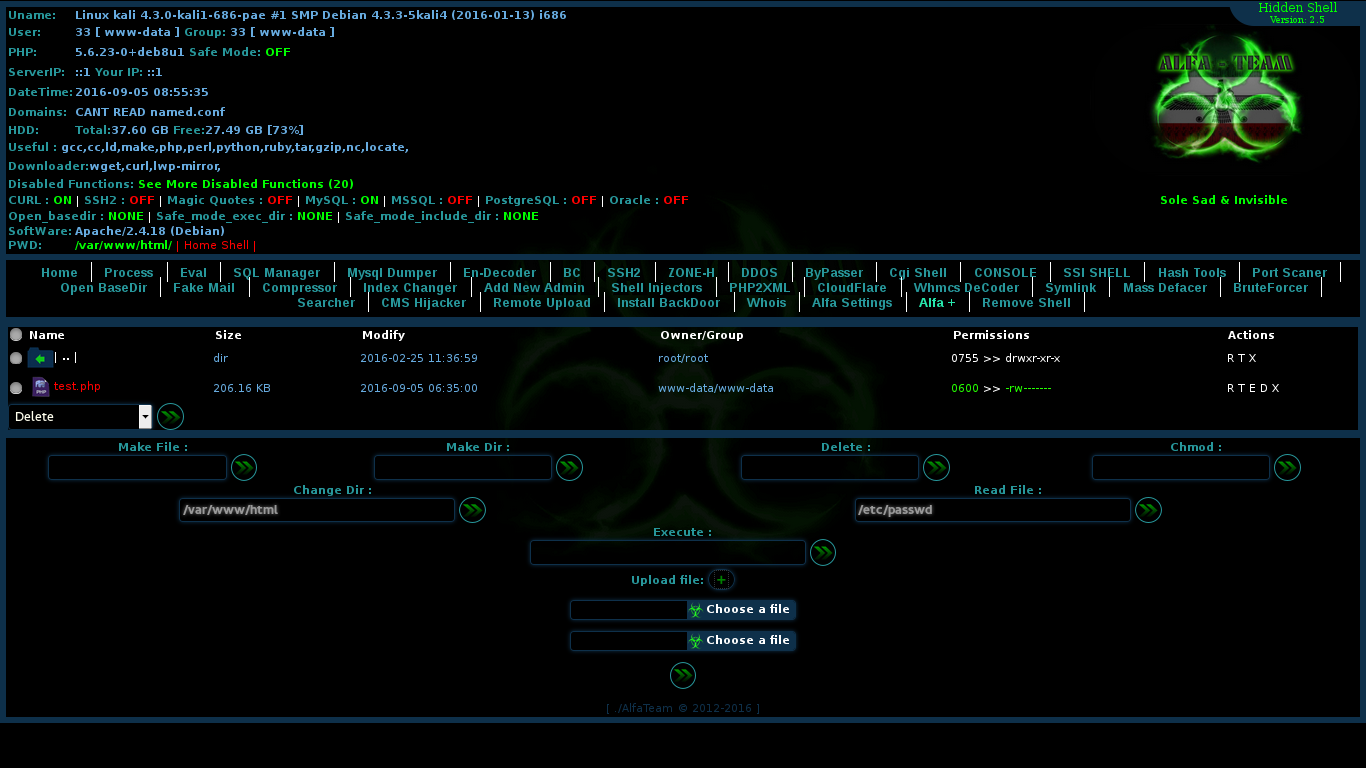 Hidden Shell
Version: 2.5
Uname: Linux kali 4.3.0-kali1-686-pae #1 SMP Debian 4.3.3-5kali4 (2016-01-13) i686
User: 33 [ www-data ] Group: 33 [ www-data ]
PHP: 5.6.23-0+deb8u1 Safe Mode: OFF
ServerIP: ::1 Your IP: ::1
DateTime: 2016-09-05 08:55:35
Domains: CANT READ named.conf
HDD: Total:37.60 GB Free:27.49 GB [73%]
Useful : gcc,cc,ld,make,php,perl,python,ruby,tar,gzip,nc,locate,
Downloader:wget,curl,lwp-mirror,
Disabled Functions: See More Disabled Functions (20)
CURL : ON | SSH2 : OFF | Magic Quotes : OFF | MySQL : ON | MSSQL : OFF | PostgreSQL : OFF | Oracle : OFF
Open_basedir : NONE | Safe_mode_exec_dir : NONE | Safe_mode_include_dir : NONE
SoftWare: Apache/2.4.18 (Debian)
PWD: /var/www/html/ | Home Shell |
ALFA - TEAM
Sole Sad & Invisible
Home | Process | Eval | SQL Manager | Mysql Dumper | En-Decoder | BC | SSH2 | ZONE-H | DDOS | ByPasser | Cgi Shell | CONSOLE | SSI SHELL | Hash Tools | Port Scaner |
Open BaseDir | Fake Mail | Compressor | Index Changer | Add New Admin | Shell Injectors | PHP2XML | CloudFlare | Whmcs DeCoder | Symlink | Mass Defacer | BruteForcer |
Searcher | CMS Hijacker | Remote Upload | Install BackDoor | Whois | Alfa Settings | Alfa + | Remove Shell |
Name Size Modify Owner/Group Permissions Actions
| .. | dir 2016-02-25 11:36:59 root/root 0755 >> drwxr-xr-x R T X
PHP test.php 206.16 KB 2016-09-05 06:35:00 www-data/www-data 0600 >> -rw------- R T E D X
Delete
Make File : Make Dir : Delete : Chmod :
Change Dir : Read File :
/var/www/html /etc/passwd
Execute :
Upload file: +
Choose a file
Choose a file
[ ./AlfaTeam © 2012-2016 ]